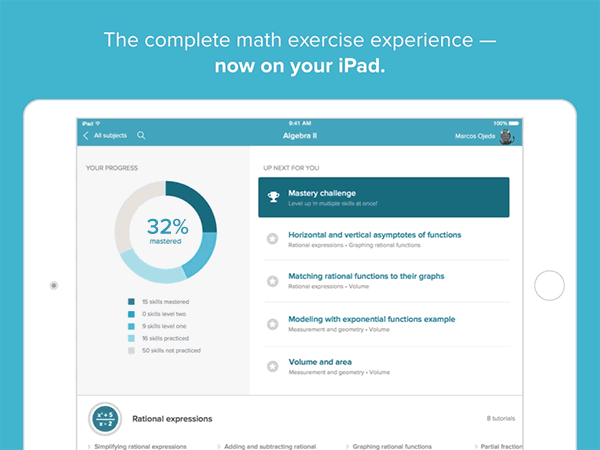 The complete math exercise experience —
now on your iPad.
iPad
9:41 AM
100%
All subjects
Algebra II
Marcos Ojeda
YOUR PROGRESS
32%
mastered
15 skills mastered
0 skills level two
9 skills level one
16 skills practiced
50 skills not practiced
UP NEXT FOR YOU
Mastery challenge
Level up in multiple skills at once!
Horizontal and vertical asymptotes of functions
Rational expressions • Graphing rational functions
Matching rational functions to their graphs
Rational expressions • Volume
Modeling with exponential functions example
Measurement and geometry • Volume
Volume and area
Measurement and geometry • Volume
x² + 5
x - 2
Rational expressions
8 tutorials
Simplifying rational expressions
Adding and subtracting rational
Graphing rational functions
Partial fraction